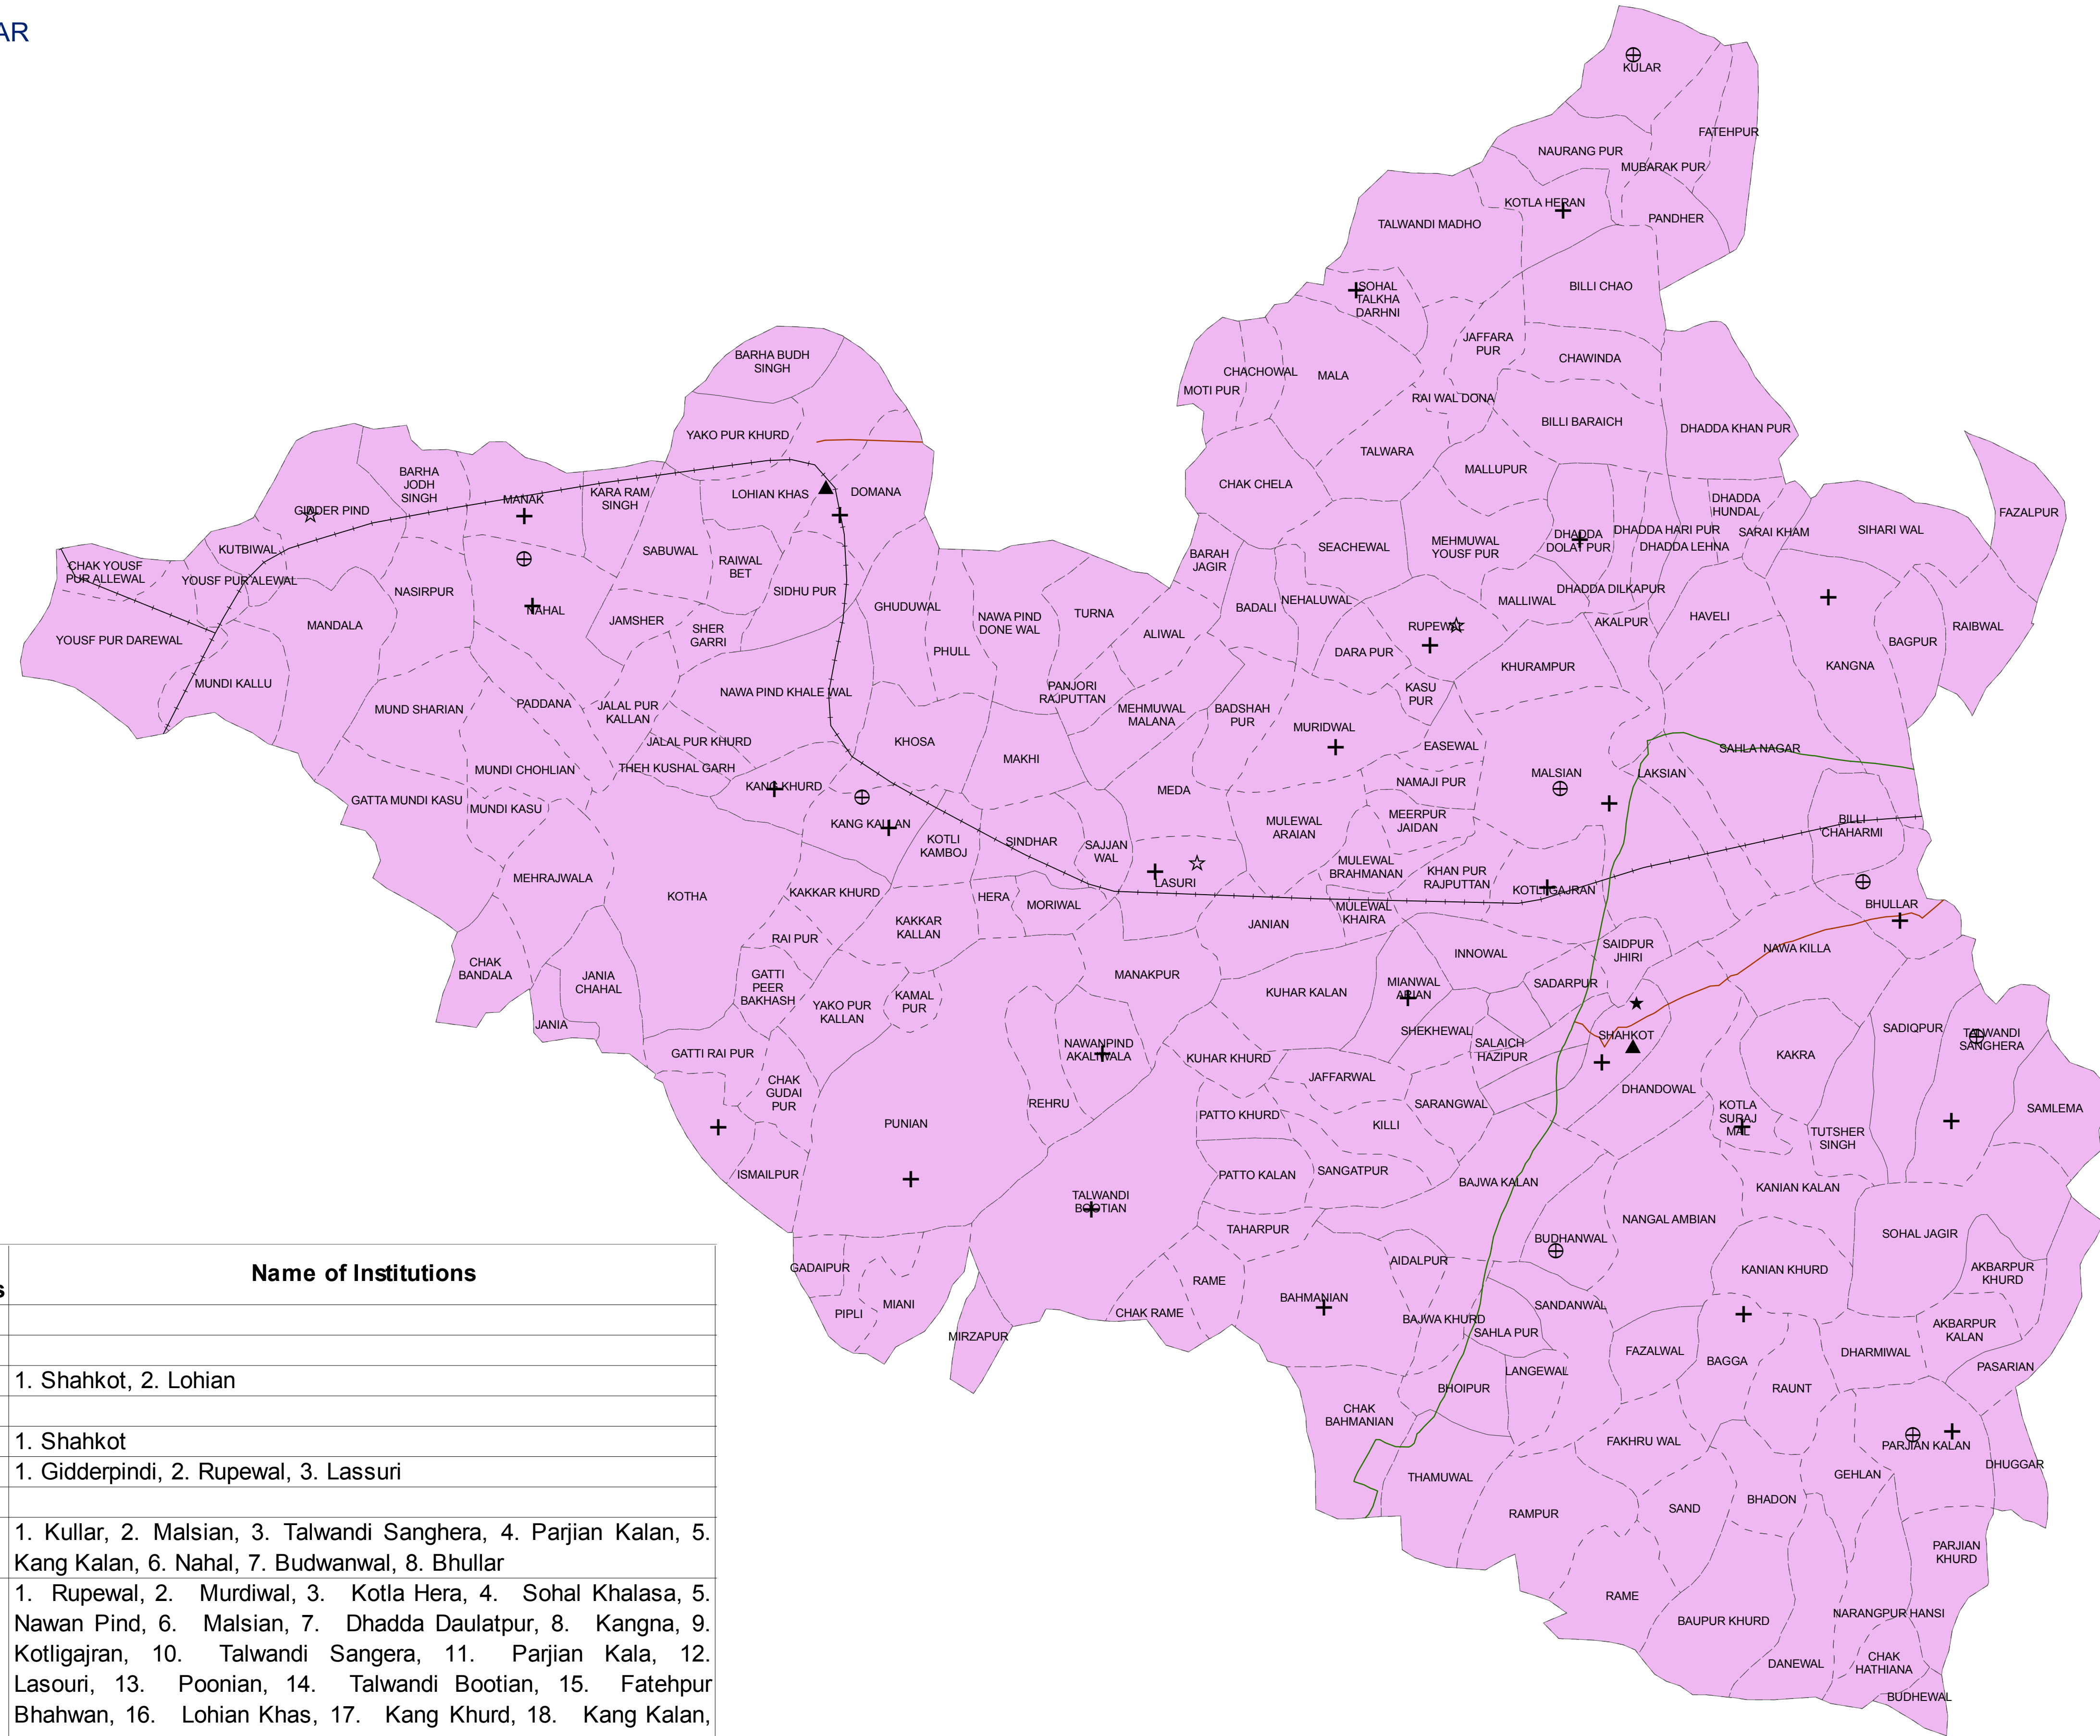 AR
KULAR
FATEHPUR
NAURANG PUR
MUBARAK PUR
KOTLA HERAN
PANDHER
TALWANDI MADHO
SOHAL
TALKHA
DARHNI
BILLI CHAO
JAFFARA
PUR
CHAWINDA
BARHA BUDH
SINGH
CHACHOWAL
MALA
MOTI PUR
RAI WAL DONA
BILLI BARAICH
DHADDA KHAN PUR
YAKO PUR KHURD
TALWARA
MALLUPUR
BARHA
JODH
SINGH
CHAK CHELA
LOHIAN KHAS
DOMANA
KARA RAM
SINGH
MANAK
GIDDER PIND
DHADDA
HUNDAL
FAZALPUR
DHADDA HARI PUR
SARAI KHAM
SIHARI WAL
DHADDA
DOLAT PUR
MEHMUWAL
YOUSF PUR
SEACHEWAL
DHADDA LEHNA
KUTBIWAL
SABUWAL
BARAH
JAGIR
RAIWAL
BET
CHAK YOUSF
PUR ALLEWAL
YOUSF PUR ALEWAL
NASIRPUR
SIDHU PUR
DHADDA DILKAPUR
NEHALUWAL
MALLIWAL
BADALI
GHUDUWAL
NAHAL
TURNA
HAVELI
AKALPUR
JAMSHER
NAWA PIND
DONE WAL
MANDALA
RUPEWAL
RAIBWAL
SHER
GARRI
ALIWAL
YOUSF PUR DAREWAL
BAGPUR
PHULL
DARA PUR
KHURAMPUR
KANGNA
MUNDI KALLU
NAWA PIND KHALE WAL
PANJORI
RAJPUTTAN
KASU
PUR
PADDANA
MUND SHARIAN
JALAL PUR
KALLAN
MEHMUWAL
MALANA
BADSHAH
PUR
MURIDWAL
JALAL PUR KHURD
KHOSA
EASEWAL
SAHLA NAGAR
MAKHI
MUNDI CHOHLIAN
THEH KUSHAL GARH
MALSIAN
LAKSIAN
NAMAJI PUR
KANG KHURD
MEDA
GATTA MUNDI KASU
MUNDI KASU
KANG KALLAN
MULEWAL
ARAIAN
MEERPUR
JAIDAN
BILLI
CHAHARMI
KOTLI
KAMBOJ
SINDHAR
SAJJAN
WAL
MEHRAJWALA
LASURI
MULEWAL
BRAHMANAN
KHAN PUR
RAJPUTTAN
KOTLIGAJRAN
KOTHA
KAKKAR KHURD
HERA
MORIWAL
BHULLAR
MULEWAL
KHAIRA
KAKKAR
KALLAN
JANIAN
RAI PUR
SAIDPUR
JHIRI
NAWA KILLA
INNOWAL
CHAK
BANDALA
JANIA
CHAHAL
GATTI
PEER
BAKHASH
MANAKPUR
SADARPUR
MIANWAL
ARIAN
KUHAR KALAN
KAMAL
PUR
YAKO PUR
KALLAN
JANIA
SHEKHEWAL
SHAHKOT
SADIQPUR
TALWANDI
SANGHERA
NAWANPIND
AKALIWALA
GATTI RAI PUR
KUHAR KHURD
SALAICH
HAZIPUR
KAKRA
JAFFARWAL
CHAK
GUDAI
PUR
DHANDOWAL
REHRU
SARANGWAL
KOTLA
SURAJ
MAL
SAMLEMA
PATTO KHURD
KILLI
PUNIAN
TUTSHER
SINGH
ISMAILPUR
PATTO KALAN
SANGATPUR
BAJWA KALAN
KANIAN KALAN
TALWANDI
BOOTIAN
NANGAL AMBIAN
TAHARPUR
SOHAL JAGIR
BUDHANWAL
GADAIPUR
AIDALPUR
KANIAN KHURD
AKBARPUR
KHURD
RAME
BAHMANIAN
MIANI
PIPLI
CHAK RAME
SANDANWAL
BAJWA KHURD
SAHLA PUR
MIRZAPUR
AKBARPUR
KALAN
FAZALWAL
BAGGA
DHARMIWAL
PASARIAN
LANGEWAL
BHOIPUR
RAUNT
CHAK
BAHMANIAN
FAKHRU WAL
PARJIAN KALAN
DHUGGAR
GEHLAN
THAMUWAL
BHADON
SAND
RAMPUR
PARJIAN
KHURD
RAME
BAUPUR KHURD
NARANGPUR HANSI
DANEWAL
CHAK
HATHIANA
BUDHEWAL
s
Name of Institutions
1. Shahkot, 2. Lohian
1. Shahkot
1. Gidderpindi, 2. Rupewal, 3. Lassuri
1. Kullar, 2. Malsian, 3. Talwandi Sanghera, 4. Parjian Kalan, 5.
Kang Kalan, 6. Nahal, 7. Budwanwal, 8. Bhullar
1. Rupewal, 2. Murdiwal, 3. Kotla Hera, 4. Sohal Khalasa, 5.
Nawan Pind, 6. Malsian, 7. Dhadda Daulatpur, 8. Kangna, 9.
Kotligajran, 10. Talwandi Sangera, 11. Parjian Kala, 12.
Lasouri, 13. Poonian, 14. Talwandi Bootian, 15. Fatehpur
Bhahwan, 16. Lohian Khas, 17. Kang Khurd, 18. Kang Kalan,